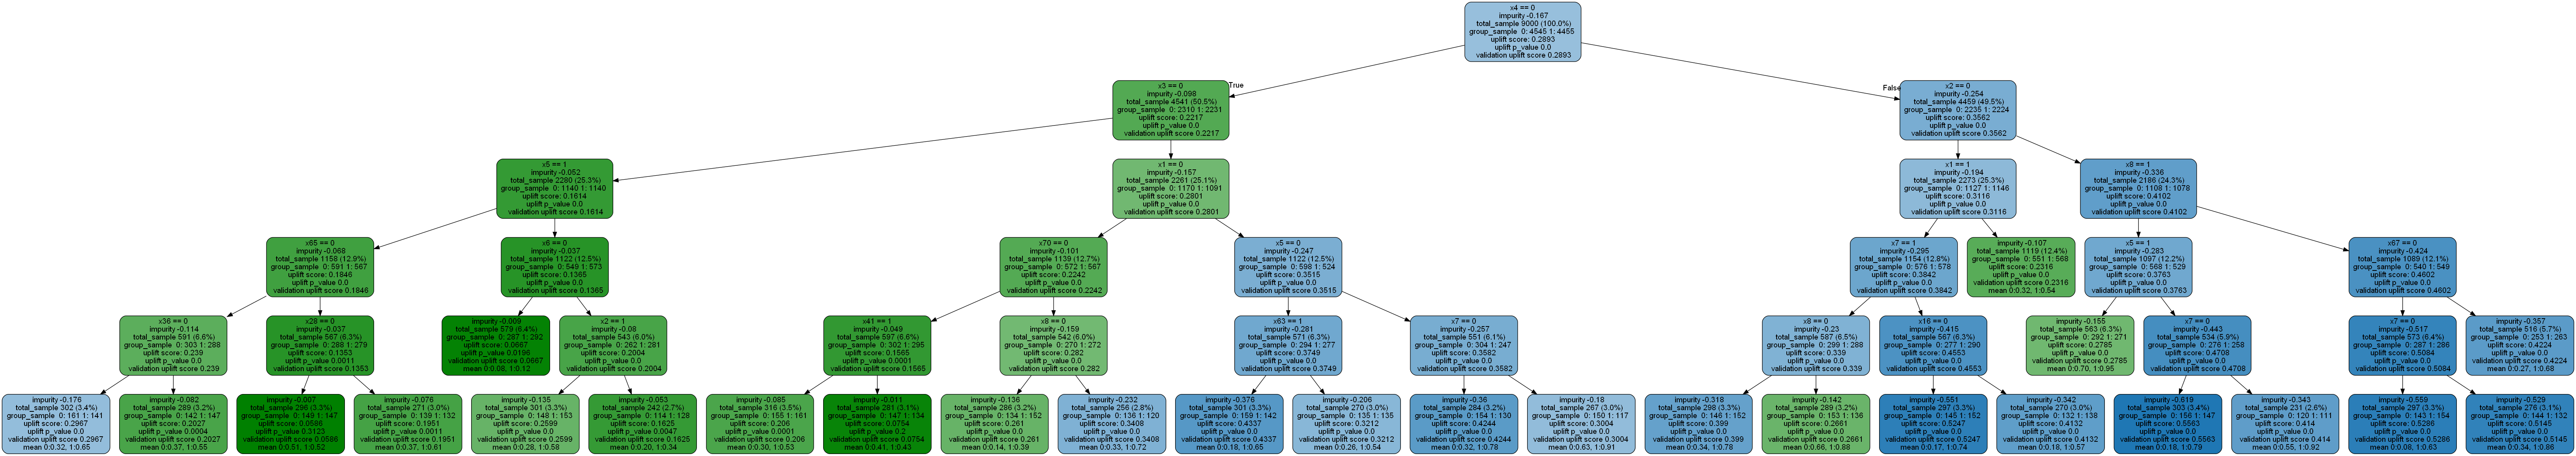 x4 == 0
impurity -0.167
total_sample 9000 (100.0%)
group_sample 0: 4545 1: 4455
uplift score: 0.2893
uplift p_value 0.0
validation uplift score 0.2893
True
False
x3 == 0
impurity -0.098
total_sample 4541 (50.5%)
group_sample 0: 2310 1: 2231
uplift score: 0.2217
uplift p_value 0.0
validation uplift score 0.2217
x2 == 0
impurity -0.254
total_sample 4459 (49.5%)
group_sample 0: 2235 1: 2224
uplift score: 0.3562
uplift p_value 0.0
validation uplift score 0.3562
x5 == 1
impurity -0.052
total_sample 2280 (25.3%)
group_sample 0: 1140 1: 1140
uplift score: 0.1614
uplift p_value 0.0
validation uplift score 0.1614
x1 == 0
impurity -0.157
total_sample 2261 (25.1%)
group_sample 0: 1170 1: 1091
uplift score: 0.2801
uplift p_value 0.0
validation uplift score 0.2801
x1 == 1
impurity -0.194
total_sample 2273 (25.3%)
group_sample 0: 1127 1: 1146
uplift score: 0.3116
uplift p_value 0.0
validation uplift score 0.3116
x8 == 1
impurity -0.336
total_sample 2186 (24.3%)
group_sample 0: 1108 1: 1078
uplift score: 0.4102
uplift p_value 0.0
validation uplift score 0.4102
x65 == 0
impurity -0.068
total_sample 1158 (12.9%)
group_sample 0: 591 1: 567
uplift score: 0.1846
uplift p_value 0.0
validation uplift score 0.1846
x6 == 0
impurity -0.037
total_sample 1122 (12.5%)
group_sample 0: 549 1: 573
uplift score: 0.1365
uplift p_value 0.0
validation uplift score 0.1365
x70 == 0
impurity -0.101
total_sample 1139 (12.7%)
group_sample 0: 572 1: 567
uplift score: 0.2242
uplift p_value 0.0
validation uplift score 0.2242
x5 == 0
impurity -0.247
total_sample 1122 (12.5%)
group_sample 0: 598 1: 524
uplift score: 0.3515
uplift p_value 0.0
validation uplift score 0.3515
x7 == 1
impurity -0.295
total_sample 1154 (12.8%)
group_sample 0: 576 1: 578
uplift score: 0.3842
uplift p_value 0.0
validation uplift score 0.3842
impurity -0.107
total_sample 1119 (12.4%)
group_sample 0: 551 1: 568
uplift score: 0.2316
uplift p_value 0.0
validation uplift score 0.2316
mean 0:0.32, 1:0.54
x5 == 1
impurity -0.283
total_sample 1097 (12.2%)
group_sample 0: 568 1: 529
uplift score: 0.3763
uplift p_value 0.0
validation uplift score 0.3763
x67 == 0
impurity -0.424
total_sample 1089 (12.1%)
group_sample 0: 540 1: 549
uplift score: 0.4602
uplift p_value 0.0
validation uplift score 0.4602
x36 == 0
impurity -0.114
total_sample 591 (6.6%)
group_sample 0: 303 1: 288
uplift score: 0.239
uplift p_value 0.0
validation uplift score 0.239
x28 == 0
impurity -0.037
total_sample 567 (6.3%)
group_sample 0: 288 1: 279
uplift score: 0.1353
uplift p_value 0.0011
validation uplift score 0.1353
impurity -0.009
total_sample 579 (6.4%)
group_sample 0: 287 1: 292
uplift score: 0.0667
uplift p_value 0.0196
validation uplift score 0.0667
mean 0:0.08, 1:0.12
x2 == 1
impurity -0.08
total_sample 543 (6.0%)
group_sample 0: 262 1: 281
uplift score: 0.2004
uplift p_value 0.0
validation uplift score 0.2004
x41 == 1
impurity -0.049
total_sample 597 (6.6%)
group_sample 0: 302 1: 295
uplift score: 0.1565
uplift p_value 0.0001
validation uplift score 0.1565
x8 == 0
impurity -0.159
total_sample 542 (6.0%)
group_sample 0: 270 1: 272
uplift score: 0.282
uplift p_value 0.0
validation uplift score 0.282
x63 == 1
impurity -0.281
total_sample 571 (6.3%)
group_sample 0: 294 1: 277
uplift score: 0.3749
uplift p_value 0.0
validation uplift score 0.3749
x7 == 0
impurity -0.257
total_sample 551 (6.1%)
group_sample 0: 304 1: 247
uplift score: 0.3582
uplift p_value 0.0
validation uplift score 0.3582
x8 == 0
impurity -0.23
total_sample 587 (6.5%)
group_sample 0: 299 1: 288
uplift score: 0.339
uplift p_value 0.0
validation uplift score 0.339
x16 == 0
impurity -0.415
total_sample 567 (6.3%)
group_sample 0: 277 1: 290
uplift score: 0.4553
uplift p_value 0.0
validation uplift score 0.4553
impurity -0.155
total_sample 563 (6.3%)
group_sample 0: 292 1: 271
uplift score: 0.2785
uplift p_value 0.0
validation uplift score 0.2785
mean 0:0.70, 1:0.95
x7 == 0
impurity -0.443
total_sample 534 (5.9%)
group_sample 0: 276 1: 258
uplift score: 0.4708
uplift p_value 0.0
validation uplift score 0.4708
x7 == 0
impurity -0.517
total_sample 573 (6.4%)
group_sample 0: 287 1: 286
uplift score: 0.5084
uplift p_value 0.0
validation uplift score 0.5084
impurity -0.357
total_sample 516 (5.7%)
group_sample 0: 253 1: 263
uplift score: 0.4224
uplift p_value 0.0
validation uplift score 0.4224
mean 0:0.27, 1:0.68
impurity -0.176
total_sample 302 (3.4%)
group_sample 0: 161 1: 141
uplift score: 0.2967
uplift p_value 0.0
validation uplift score 0.2967
mean 0:0.32, 1:0.65
impurity -0.082
total_sample 289 (3.2%)
group_sample 0: 142 1: 147
uplift score: 0.2027
uplift p_value 0.0004
validation uplift score 0.2027
mean 0:0.37, 1:0.55
impurity -0.007
total_sample 296 (3.3%)
group_sample 0: 149 1: 147
uplift score: 0.0586
uplift p_value 0.3123
validation uplift score 0.0586
mean 0:0.51, 1:0.52
impurity -0.076
total_sample 271 (3.0%)
group_sample 0: 139 1: 132
uplift score: 0.1951
uplift p_value 0.0011
validation uplift score 0.1951
mean 0:0.37, 1:0.61
impurity -0.135
total_sample 301 (3.3%)
group_sample 0: 148 1: 153
uplift score: 0.2599
uplift p_value 0.0
validation uplift score 0.2599
mean 0:0.28, 1:0.58
impurity -0.053
total_sample 242 (2.7%)
group_sample 0: 114 1: 128
uplift score: 0.1625
uplift p_value 0.0047
validation uplift score 0.1625
mean 0:0.20, 1:0.34
impurity -0.085
total_sample 316 (3.5%)
group_sample 0: 155 1: 161
uplift score: 0.206
uplift p_value 0.0001
validation uplift score 0.206
mean 0:0.30, 1:0.53
impurity -0.011
total_sample 281 (3.1%)
group_sample 0: 147 1: 134
uplift score: 0.0754
uplift p_value 0.2
validation uplift score 0.0754
mean 0:0.41, 1:0.43
impurity -0.136
total_sample 286 (3.2%)
group_sample 0: 134 1: 152
uplift score: 0.261
uplift p_value 0.0
validation uplift score 0.261
mean 0:0.14, 1:0.39
impurity -0.232
total_sample 256 (2.8%)
group_sample 0: 136 1: 120
uplift score: 0.3408
uplift p_value 0.0
validation uplift score 0.3408
mean 0:0.33, 1:0.72
impurity -0.376
total_sample 301 (3.3%)
group_sample 0: 159 1: 142
uplift score: 0.4337
uplift p_value 0.0
validation uplift score 0.4337
mean 0:0.18, 1:0.65
impurity -0.206
total_sample 270 (3.0%)
group_sample 0: 135 1: 135
uplift score: 0.3212
uplift p_value 0.0
validation uplift score 0.3212
mean 0:0.26, 1:0.54
impurity -0.36
total_sample 284 (3.2%)
group_sample 0: 154 1: 130
uplift score: 0.4244
uplift p_value 0.0
validation uplift score 0.4244
mean 0:0.32, 1:0.78
impurity -0.18
total_sample 267 (3.0%)
group_sample 0: 150 1: 117
uplift score: 0.3004
uplift p_value 0.0
validation uplift score 0.3004
mean 0:0.63, 1:0.91
impurity -0.318
total_sample 298 (3.3%)
group_sample 0: 146 1: 152
uplift score: 0.399
uplift p_value 0.0
validation uplift score 0.399
mean 0:0.34, 1:0.78
impurity -0.142
total_sample 289 (3.2%)
group_sample 0: 153 1: 136
uplift score: 0.2661
uplift p_value 0.0
validation uplift score 0.2661
mean 0:0.66, 1:0.88
impurity -0.551
total_sample 297 (3.3%)
group_sample 0: 145 1: 152
uplift score: 0.5247
uplift p_value 0.0
validation uplift score 0.5247
mean 0:0.17, 1:0.74
impurity -0.342
total_sample 270 (3.0%)
group_sample 0: 132 1: 138
uplift score: 0.4132
uplift p_value 0.0
validation uplift score 0.4132
mean 0:0.18, 1:0.57
impurity -0.619
total_sample 303 (3.4%)
group_sample 0: 156 1: 147
uplift score: 0.5563
uplift p_value 0.0
validation uplift score 0.5563
mean 0:0.18, 1:0.79
impurity -0.343
total_sample 231 (2.6%)
group_sample 0: 120 1: 111
uplift score: 0.414
uplift p_value 0.0
validation uplift score 0.414
mean 0:0.55, 1:0.92
impurity -0.559
total_sample 297 (3.3%)
group_sample 0: 143 1: 154
uplift score: 0.5286
uplift p_value 0.0
validation uplift score 0.5286
mean 0:0.08, 1:0.63
impurity -0.529
total_sample 276 (3.1%)
group_sample 0: 144 1: 132
uplift score: 0.5145
uplift p_value 0.0
validation uplift score 0.5145
mean 0:0.34, 1:0.86